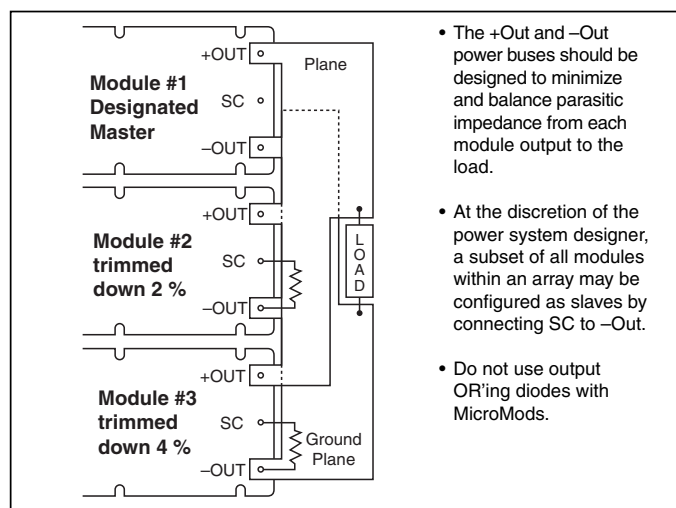 +OUT
Plane
Module #1
Designated
Master
SC
–OUT
+OUT
Module #2
trimmed
down 2 %
SC
–OUT
LOAD
+OUT
Module #3
trimmed
down 4 %
SC
Ground
Plane
–OUT
• The +Out and –Out
power buses should be
designed to minimize
and balance parasitic
impedance from each
module output to the
load.
• At the discretion of the
power system designer,
a subset of all modules
within an array may be
configured as slaves by
connecting SC to –Out.
• Do not use output
OR'ing diodes with
MicroMods.